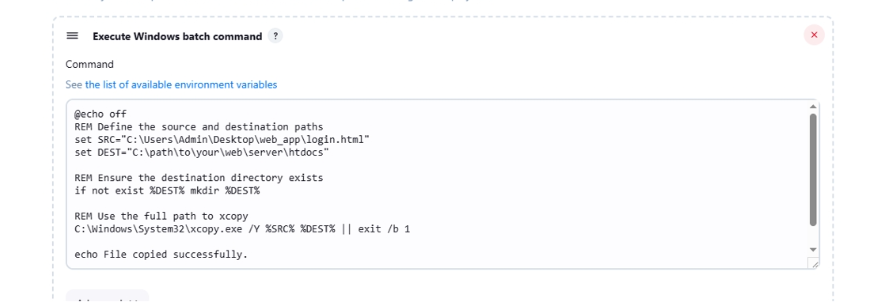 Execute Windows batch command ?
Command
See the list of available environment variables
@echo off
REM Define the source and destination paths
set SRC="C:\Users\Admin\Desktop\web_app\login.html"
set DEST="C:\path\to\your\web\server\htdocs"
REM Ensure the destination directory exists
if not exist %DEST% mkdir %DEST%
REM Use the full path to xcopy
C:\Windows\System32\xcopy.exe /Y %SRC% %DEST% || exit /b 1
echo File copied successfully.